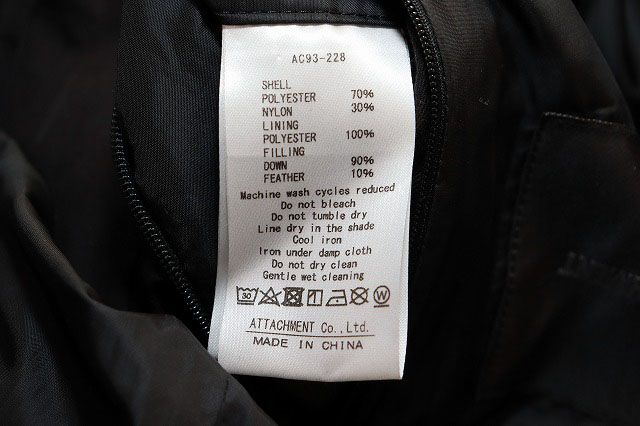 AC93-228
SHELL
POLYESTER 70%
NYLON 30%
LINING
POLYESTER 100%
FILLING
DOWN 90%
FEATHER 10%
Machine wash cycles reduced
Do not bleach
Do not tumble dry
Line dry in the shade
Cool iron
Iron under damp cloth
Do not dry clean
Gentle wet cleaning
30 W
ATTACHMENT Co.,Ltd.
MADE IN CHINA